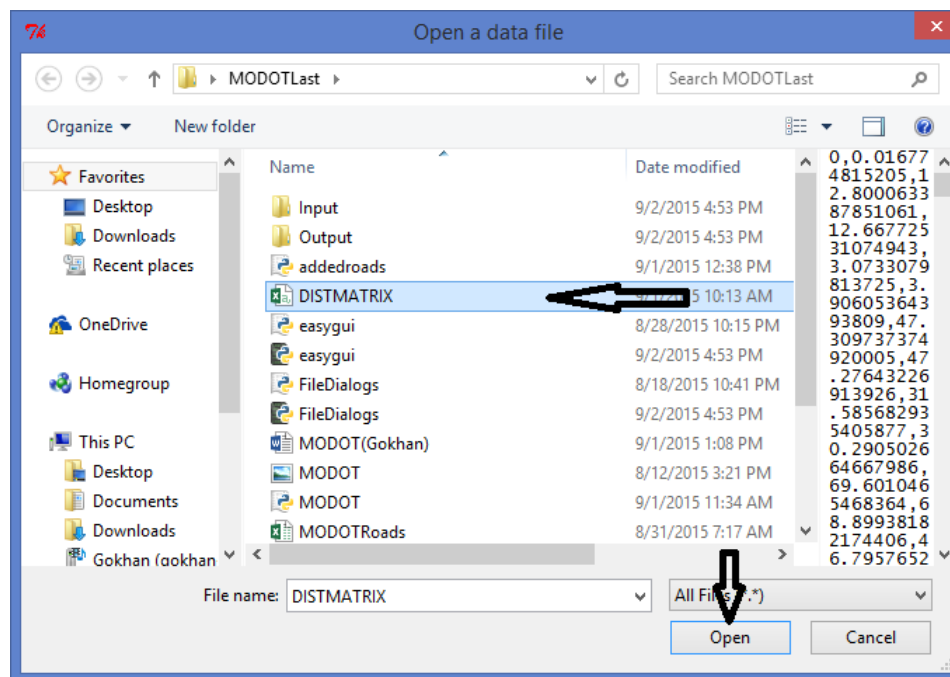 Open a data file
MODOTLast
Search MODOTLast
Organize New folder
Name Date modified
Favorites
Desktop
Downloads
Recent places
OneDrive
Homegroup
This PC
Desktop
Documents
Downloads
Gokhan (gokhan
Input 9/2/2015 4:53 PM
Output 9/2/2015 4:53 PM
addedroads 9/1/2015 12:38 PM
DISTMATRIX 10:13 AM
easygui 8/28/2015 10:15 PM
easygui 9/2/2015 4:53 PM
FileDialogs 8/18/2015 10:41 PM
FileDialogs 9/2/2015 4:53 PM
MODOT(Gokhan) 9/1/2015 1:08 PM
MODOT 8/12/2015 3:21 PM
MODOT 9/1/2015 11:34 AM
MODOTRoads 8/31/2015 7:17 AM
0,0.01677
4815205,1
2.8000633
87851061,
12.667725
31074943,
3.0733079
813725,3.
906053643
93809,47.
309737374
920005,47
.27643226
913926,31
.58568293
5405877,3
0.2905026
64667986,
69.601046
5468364,6
8.8993818
2174406,4
6.7957652
File name: DISTMATRIX
All Files
Open Cancel